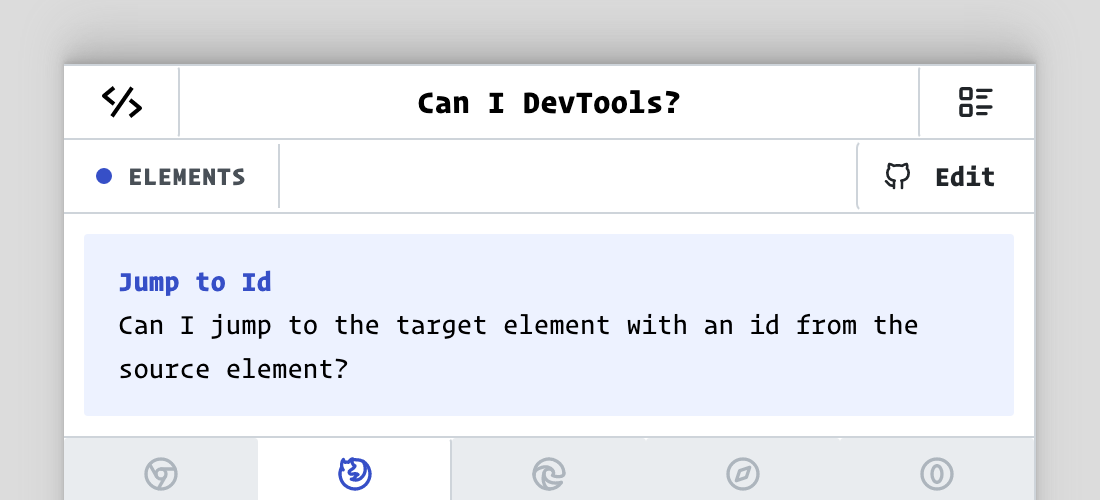 Can I DevTools?
ELEMENTS
Edit
Jump to Id
Can I jump to the target element with an id from the
source element?